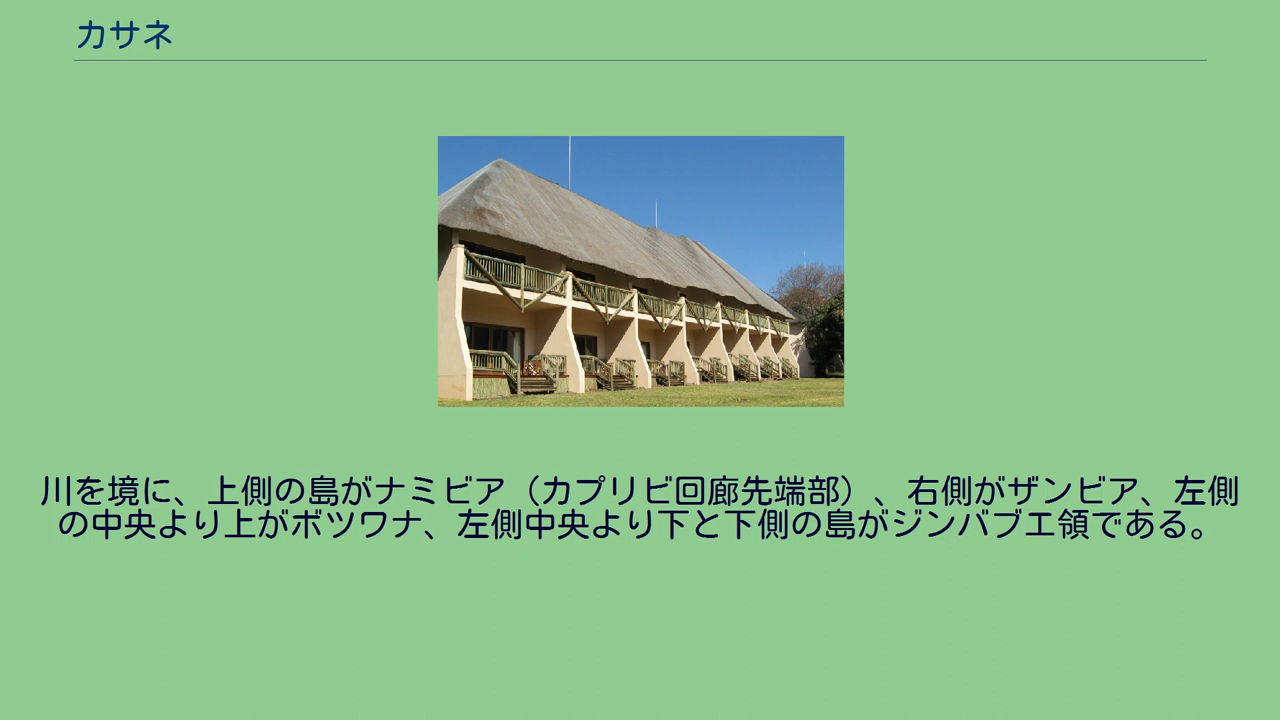 カサネ
川を境に、上側の島がナミビア（カプリビ回廊先端部）、右側がザンビア、左側
の中央より上がボツワナ、左側中央より下と下側の島がジンバブエ領である。